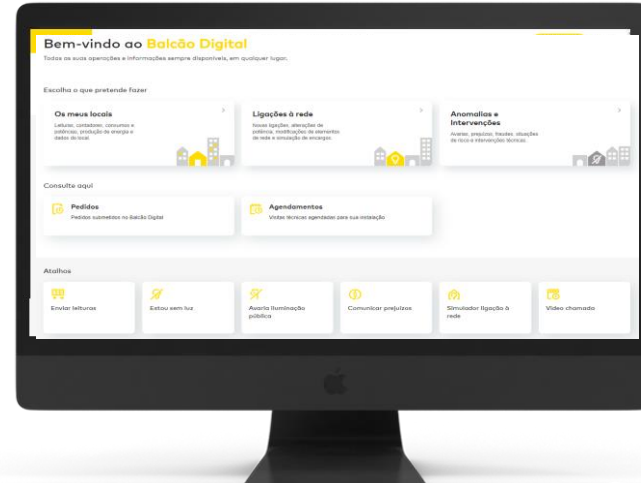 Bem-vindo ao Balcão Digital
Todas as suas operações e informações sempre disponíveis, em qualquer lugar.
Escolha o que pretende fazer
Os meus locais
Leituras, contadores, consumos e
potências, produção de energia e
dados do local.
Ligações à rede
Novas ligações, alterações de
potência, modificações de elementos
de rede e simulação de encargos.
Anomalias e
Intervenções
Avarias, prejuízos, fraudes, situações
de risco e intervenções técnicas.
Consulte aqui
Pedidos
Pedidos submetidos no Balcão Digital
Agendamentos
Visitas técnicas agendadas para sua instalação
Atalhos
Enviar leituras
Estou sem luz
Avaria iluminação
pública
Comunicar prejuízos
Simulador ligação à
rede
Vídeo chamada